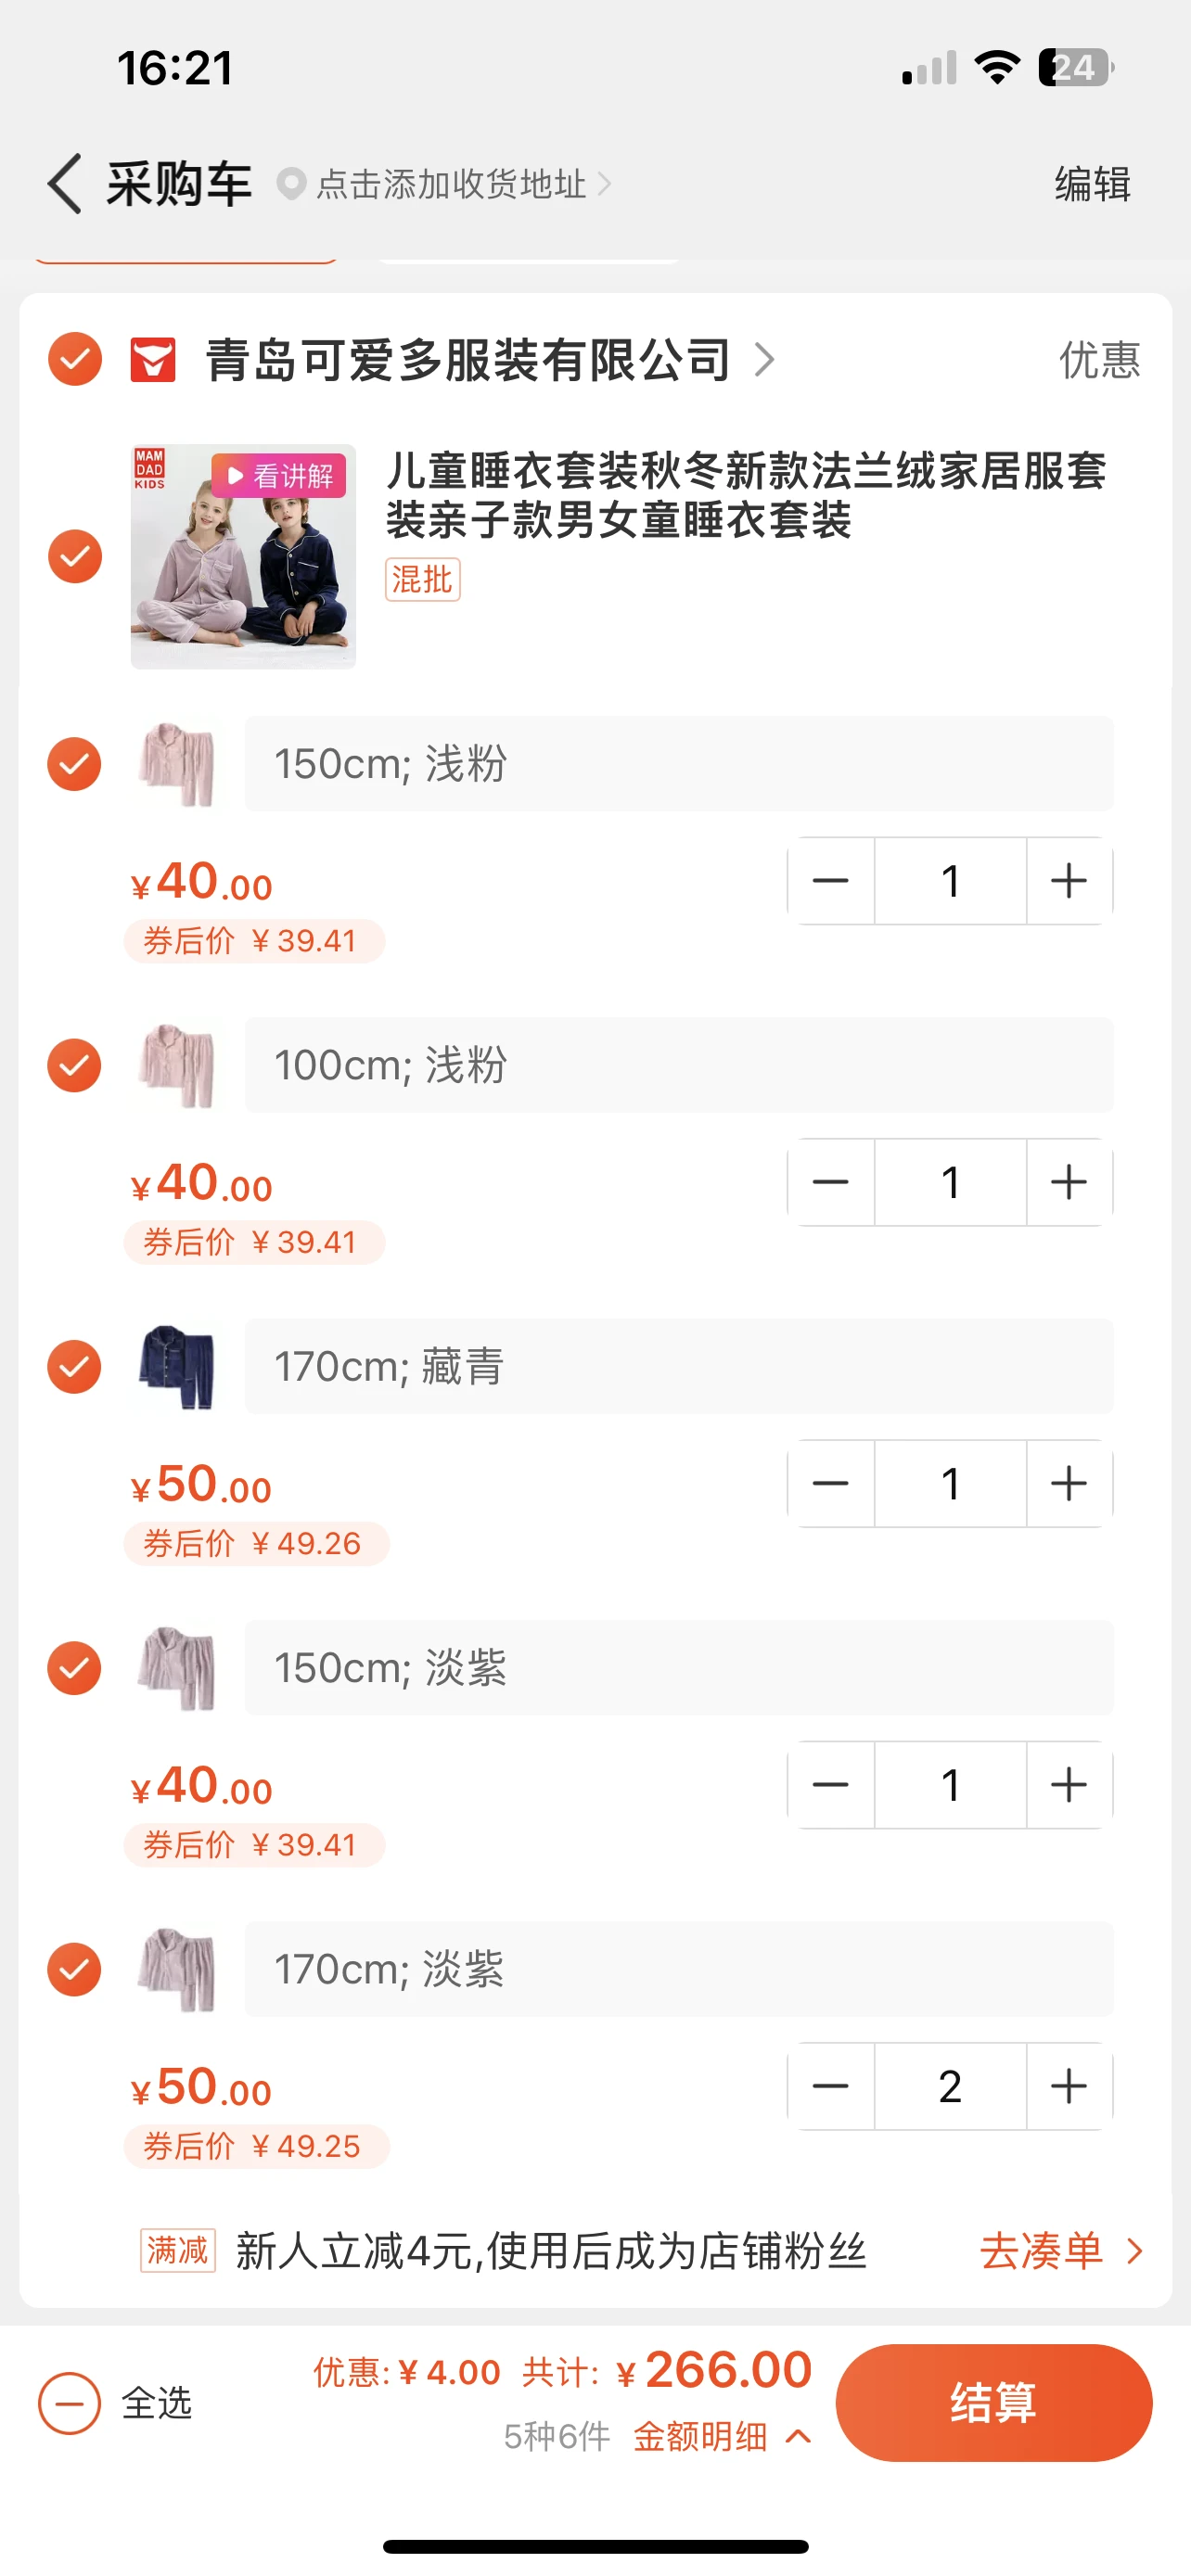 16:21
24
采购车 点击添加收货地址
编辑
青岛可爱多服装有限公司
优惠
MAM
DAD
KIDS
看讲解
儿童睡衣套装秋冬新款法兰绒家居服套
装亲子款男女童睡衣套装
混批
150cm; 浅粉
¥40.00
1
券后价 ¥39.41
100cm; 浅粉
¥40.00
1
券后价 ¥39.41
170cm; 藏青
¥50.00
1
券后价 ¥49.26
150cm; 淡紫
¥40.00
1
券后价 ¥39.41
170cm; 淡紫
¥50.00
2
券后价 ¥49.25
满减 新人立减4元,使用后成为店铺粉丝 去凑单
全选
优惠:¥4.00 共计: ¥266.00
5种6件 金额明细
结算